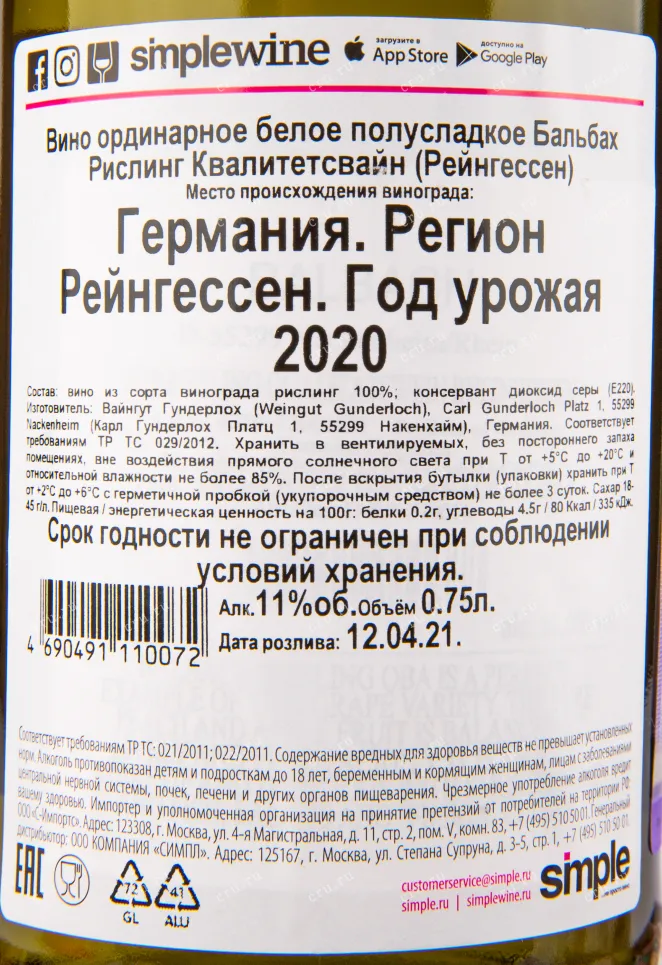 simplewine загрузите в App Store доступно на Google Play
Вино ординарное белое полусладкое Бальбах
Рислинг Квалитетсвайн (Рейнгессен)
Место происхождения винограда:
Германия. Регион
Рейнгессен. Год урожая
2020
Состав: вино из сорта винограда рислинг 100%; консервант диоксид серы (E220).
Изготовитель: Вайнгут Гундерлох (Weingut Gunderloch), Carl Gunderloch Platz 1, 55299
Nackenheim (Карл Гундерлох Платц 1, 55299 Накенхайм), Германия. Соответствует
требованиям ТР ТС 029/2012. Хранить в вентилируемых, без постороннего запаха
помещениях, вне воздействия прямого солнечного света при Т от +5°С до +20°С и
относительной влажности не более 85%. После вскрытия бутылки (упаковки) хранить при Т
от +2°С до +6°С с герметичной пробкой (укупорочным средством) не более 3 суток. Сахар 18-
45 г/л. Пищевая / энергетическая ценность на 100г: белки 0.2г, углеводы 4.5г / 80 Ккал / 335 кДж.
Срок годности не ограничен при соблюдении
условий хранения.
Алк.11%об.Объём 0.75л.
Дата розлива: 12.04.21.
4 690491 110072
Соответствует требованиям ТР ТС: 021/2011; 022/2011. Содержание вредных для здоровья веществ не превышает установленных
норм. Алкоголь противопоказан детям и подросткам до 18 лет, беременным и кормящим женщинам, лицам с заболеваниями
центральной нервной системы, почек, печени и других органов пищеварения. Чрезмерное употребление алкоголя вредит
вашему здоровью. Импортер и уполномоченная организация на принятие претензий от потребителей на территории РФ:
ООО «С-Импортс». Адрес: 123308, г. Москва, ул. 4-я Магистральная, д. 11, стр. 2, пом. V, комн. 83, +7 (495) 510 50 01. Генеральный
дистрибьютор: ООО КОМПАНИЯ «СИМПЛ». Адрес: 125167, г. Москва, ул. Степана Супруна, д. 3-5, стр. 1, +7 (495) 510 50 01.
EAC
72
GL
41
ALU
customerservice@simple.ru
simple.ru | simplewine.ru
simple
...не просто вино